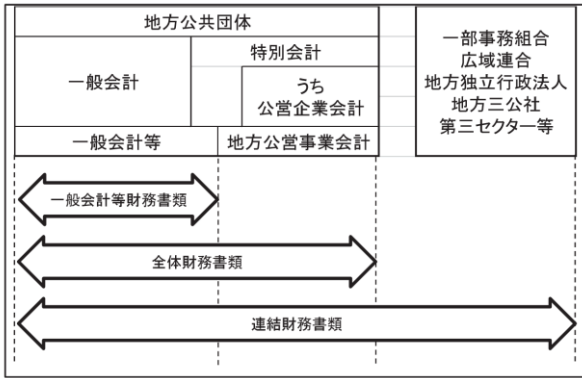 地方公共団体
一般会計
特別会計
うち
公営企業会計
一般会計等
地方公営事業会計
一部事務組合
広域連合
地方独立行政法人
地方三公社
第三セクター等
一般会計等財務書類
全体財務書類
連結財務書類